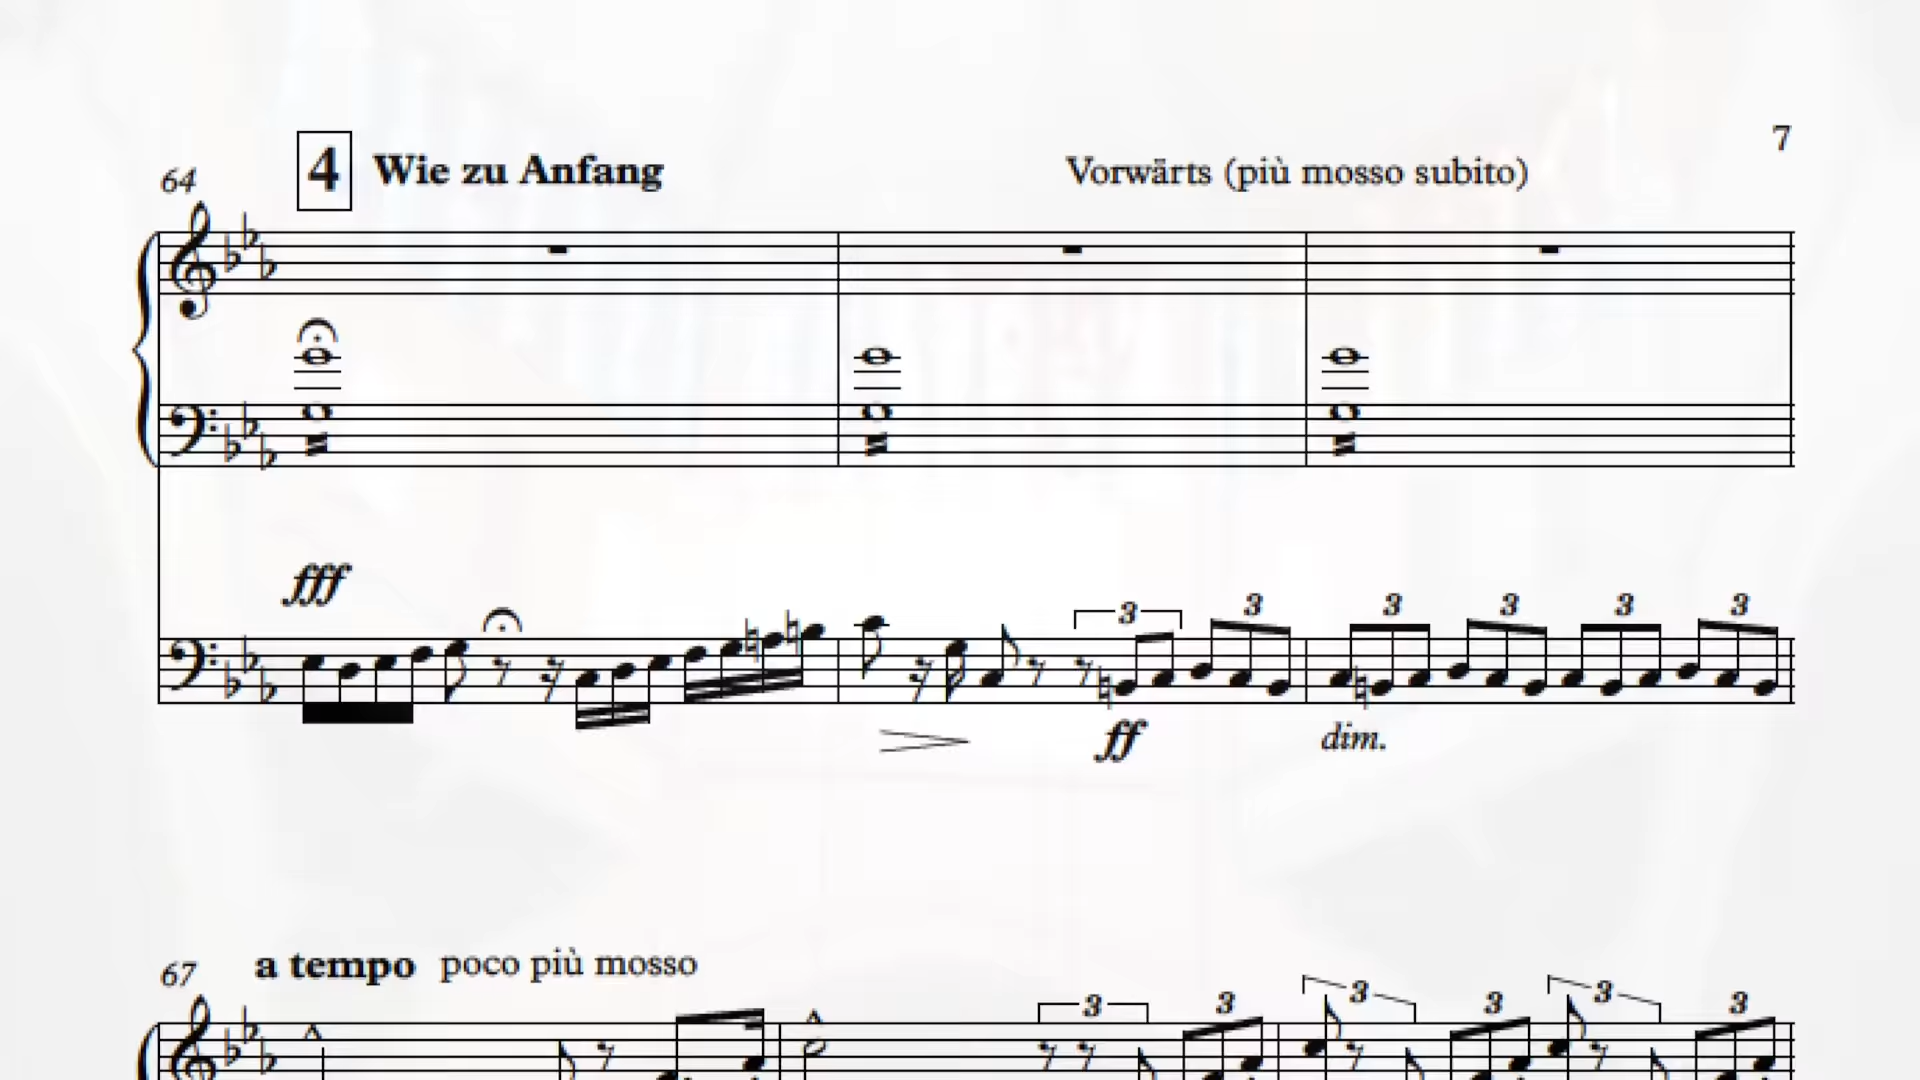 7
64 4 Wie zu Anfang Vorwärts (più mosso subito)
fff
3 3 3 3 3 3
ff dim.
67 a tempo poco più mosso
3 3 3 3 3 3